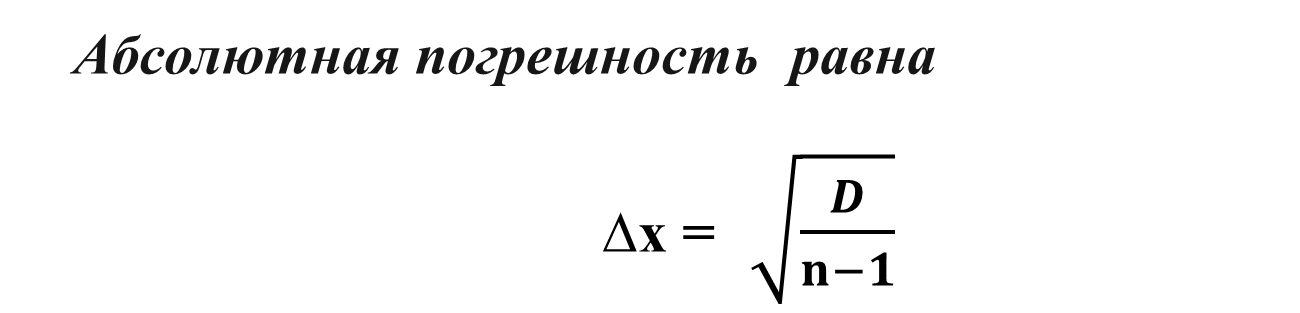 Абсолютная погрешность равна
Δx = √(D/(n−1))